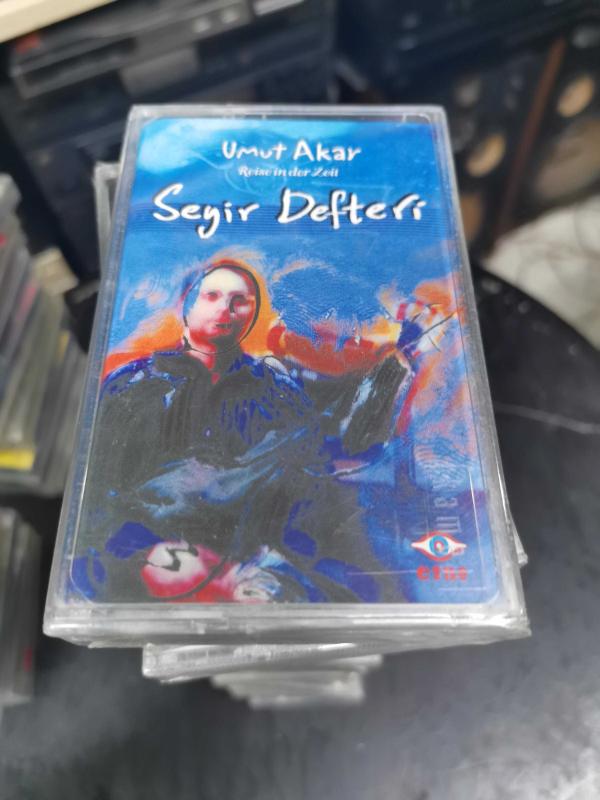 Umut Akar
Reise in der Zeit
Seyir Defteri